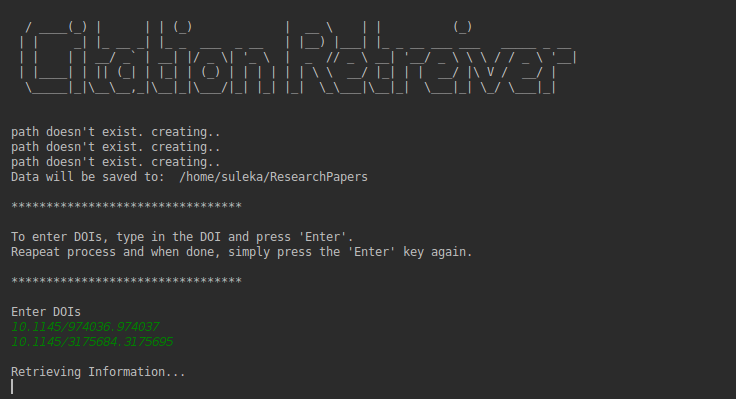 Citation Retriever
path doesn't exist. creating..
path doesn't exist. creating..
path doesn't exist. creating..
Data will be saved to:  /home/suleka/ResearchPapers
*********************************
To enter DOIs, type in the DOI and press 'Enter'.
Reapeat process and when done, simply press the 'Enter' key again.
*********************************
Enter DOIs
10.1145/974036.974037
10.1145/3175684.3175695
Retrieving Information...